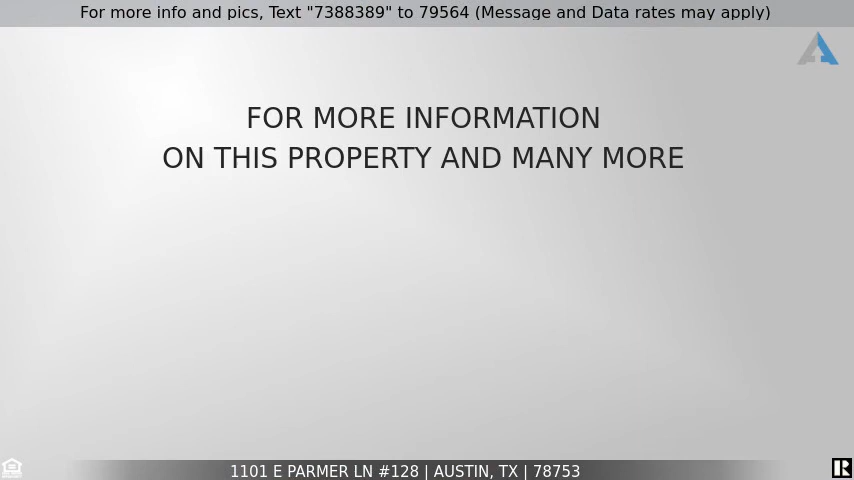 For more info and pics, Text "7388389" to 79564 (Message and Data rates may apply)
FOR MORE INFORMATION
ON THIS PROPERTY AND MANY MORE
1101 E PARMER LN #128 | AUSTIN, TX | 78753